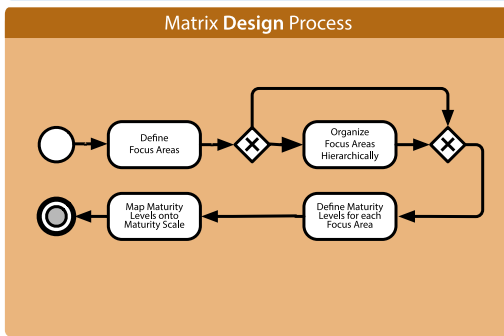 Matrix Design Process
Define
Focus Areas
Organize
Focus Areas
Hierarchically
Map Maturity
Levels onto
Maturity Scale
Define Maturity
Levels for each
Focus Area